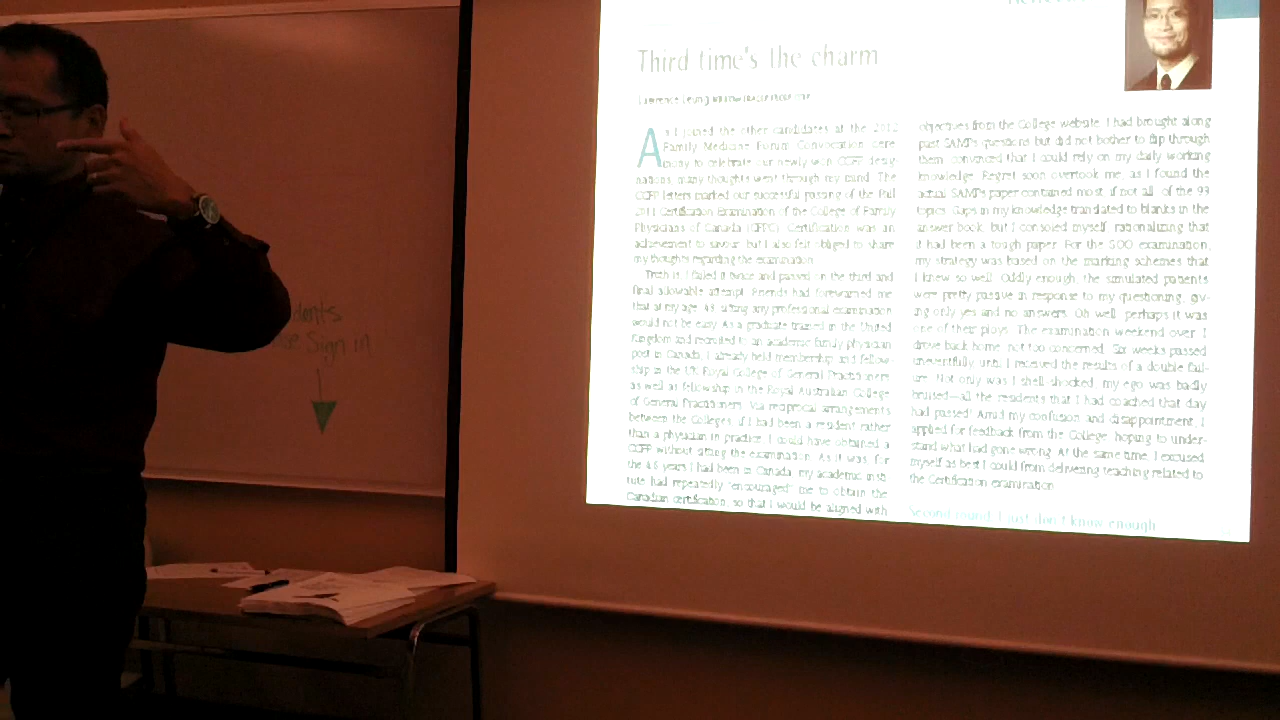 dents
Sign in
Third time's the charm
As I joined the other candidates at the 2012
Family Medicine Forum Convocation cere-
mony to celebrate our newly won CCFP desig-
nations, many thoughts went through my mind. The
CCFP letters marked our successful passing of the Fall
2011 Certification Examination of the College of Family
Physicians of Canada (CFPC). Certification was an
achievement to savour but I also felt obliged to share
my thoughts regarding the examination.
Truth is, I failed it twice and passed on the third and
final allowable attempt. Friends had forewarned me
that at my age, 48, sitting any professional examination
would not be easy. As a graduate trained in the United
Kingdom and recruited to an academic family physician
post in Canada, I already held membership and fellow-
ship in the UK Royal College of General Practitioners
as well as fellowship in the Royal Australian College
of General Practitioners. Via reciprocal arrangements
between the Colleges, if I had been a resident rather
than a physician in practice, I could have obtained a
CCFP without sitting the examination. As it was, for
the 4.6 years I had been in Canada, my academic insti-
tute had repeatedly "encouraged" me to obtain the
Canadian certification, so that I would be aligned with
objectives from the College website. I had brought along
past SAMPs questions but did not bother to flip through
them, convinced that I could rely on my daily working
knowledge. Regret soon overtook me, as I found the
actual SAMPs paper contained most if not all of the 99
topics. Gaps in my knowledge translated to blanks in the
answer book, but I consoled myself, rationalizing that
it had been a tough paper. For the SOO examination,
my strategy was based on the marking schemes that
I knew so well. Oddly enough, the simulated patients
were pretty passive in response to my questioning, giv-
ing only yes and no answers. Oh well, perhaps it was
one of their ploys. The examination weekend over, I
drove back home, not too concerned. Six weeks passed
uneventfully, until I received the results of a double fail-
ure. Not only was I shell-shocked, my ego was badly
bruised—all the residents that I had coached that day
had passed! Amid my confusion and disappointment, I
applied for feedback from the College, hoping to under-
stand what had gone wrong. At the same time, I excused
myself as best I could from delivering teaching related to
the Certification examination.
Second round: I just don't know enough